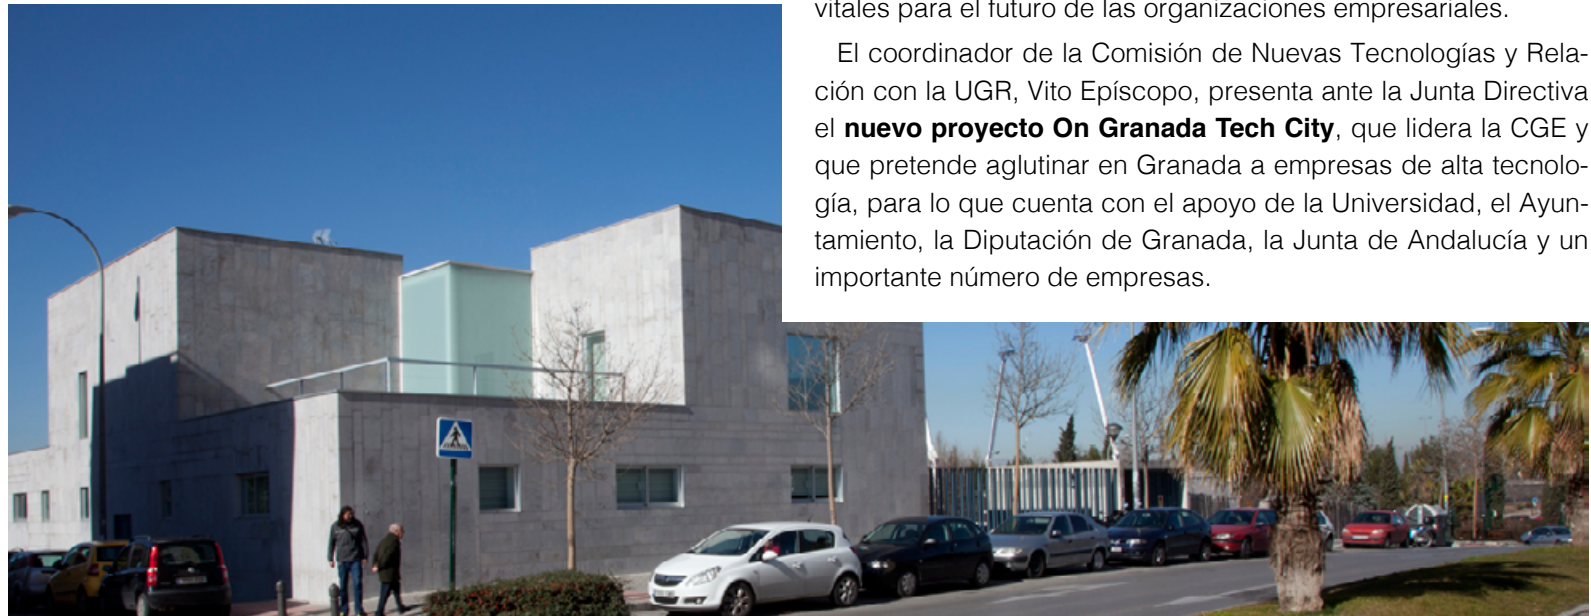 vitales para el futuro de las organizaciones empresariales.
El coordinador de la Comisión de Nuevas Tecnologías y Rela-
ción con la UGR, Vito Epíscopo, presenta ante la Junta Directiva
el nuevo proyecto On Granada Tech City, que lidera la CGE y
que pretende aglutinar en Granada a empresas de alta tecnolo-
gía, para lo que cuenta con el apoyo de la Universidad, el Ayun-
tamiento, la Diputación de Granada, la Junta de Andalucía y un
importante número de empresas.